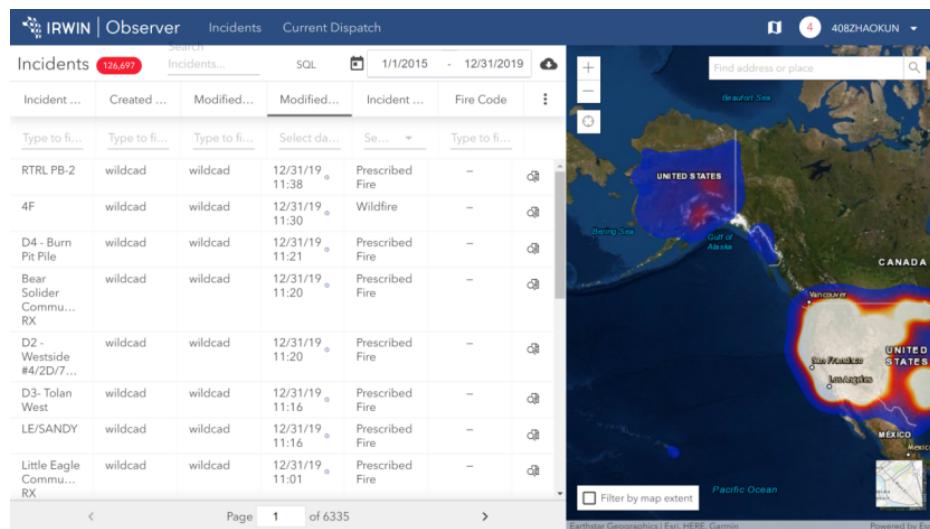 IRWIN | Observer Incidents Current Dispatch 4 408ZHAOKUN
Incidents 126,697 Search Incidents... SQL 1/1/2015 - 12/31/2019
Incident ... Created ... Modified... Modified... Incident ... Fire Code
Type to fi... Type to fi... Type to fi... Select da... Se... Type to fi...
RTRL PB-2 wildcad wildcad 12/31/19 Prescribed –
11:38 Fire
4F wildcad wildcad 12/31/19 Wildfire –
11:30
D4 - Burn wildcad wildcad 12/31/19 Prescribed –
Pit Pile 11:21 Fire
Bear wildcad wildcad 12/31/19 Prescribed –
Solider 11:20 Fire
Commu...
RX
D2 - wildcad wildcad 12/31/19 Prescribed –
Westside 11:20 Fire
#4/2D/7...
D3- Tolan wildcad wildcad 12/31/19 Prescribed –
West 11:16 Fire
LE/SANDY wildcad wildcad 12/31/19 Prescribed –
11:16 Fire
Little Eagle wildcad wildcad 12/31/19 Prescribed –
Commu... 11:01 Fire
RX
Page 1 of 6335
Find address or place
Beaufort Sea
UNITED STATES
Bering Sea
Gulf of
Alaska
CANADA
Vancouver
UNITED
STATES
San Francisco
Los Angeles
MÉXICO
Mexic
Pacific Ocean
Filter by map extent
Earthstar Geographics | Esri, HERE, Garmin Powered by Esr